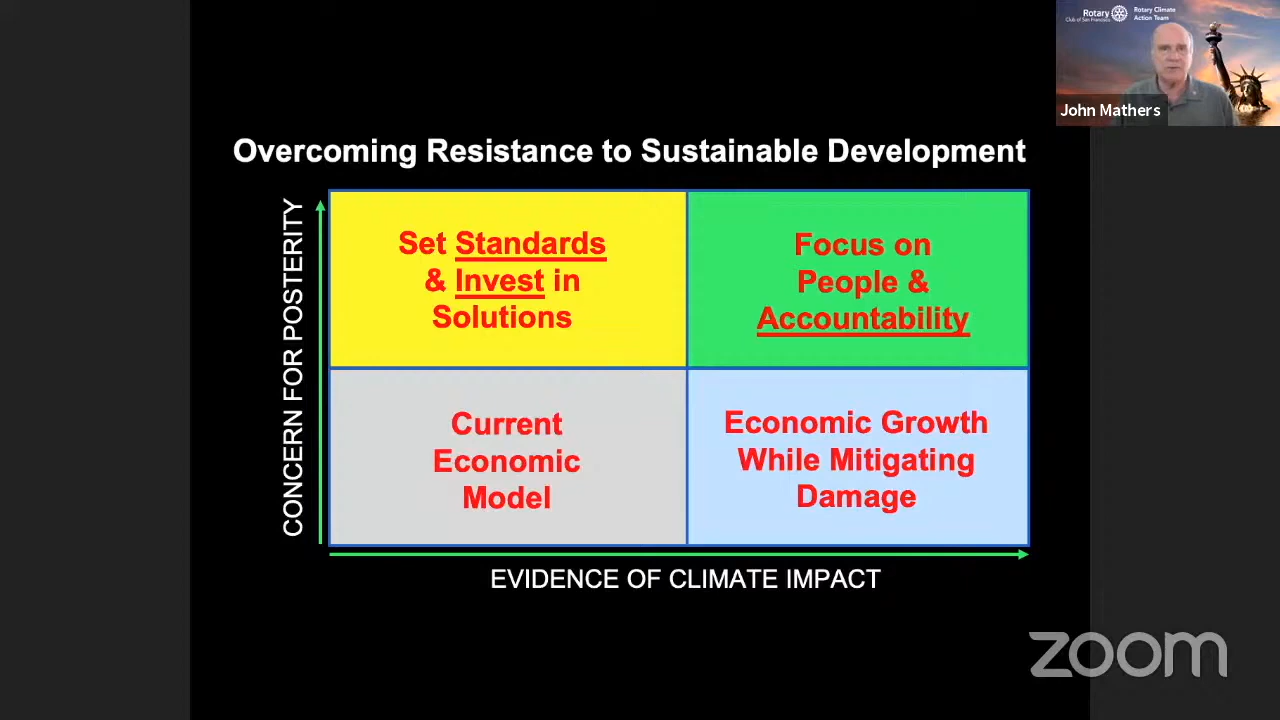 Rotary
Club of San Francisco
Rotary Climate
Action Team
John Mathers
Overcoming Resistance to Sustainable Development
CONCERN FOR POSTERITY
Set Standards
& Invest in
Solutions
Focus on
People &
Accountability
Current
Economic
Model
Economic Growth
While Mitigating
Damage
EVIDENCE OF CLIMATE IMPACT
zoom